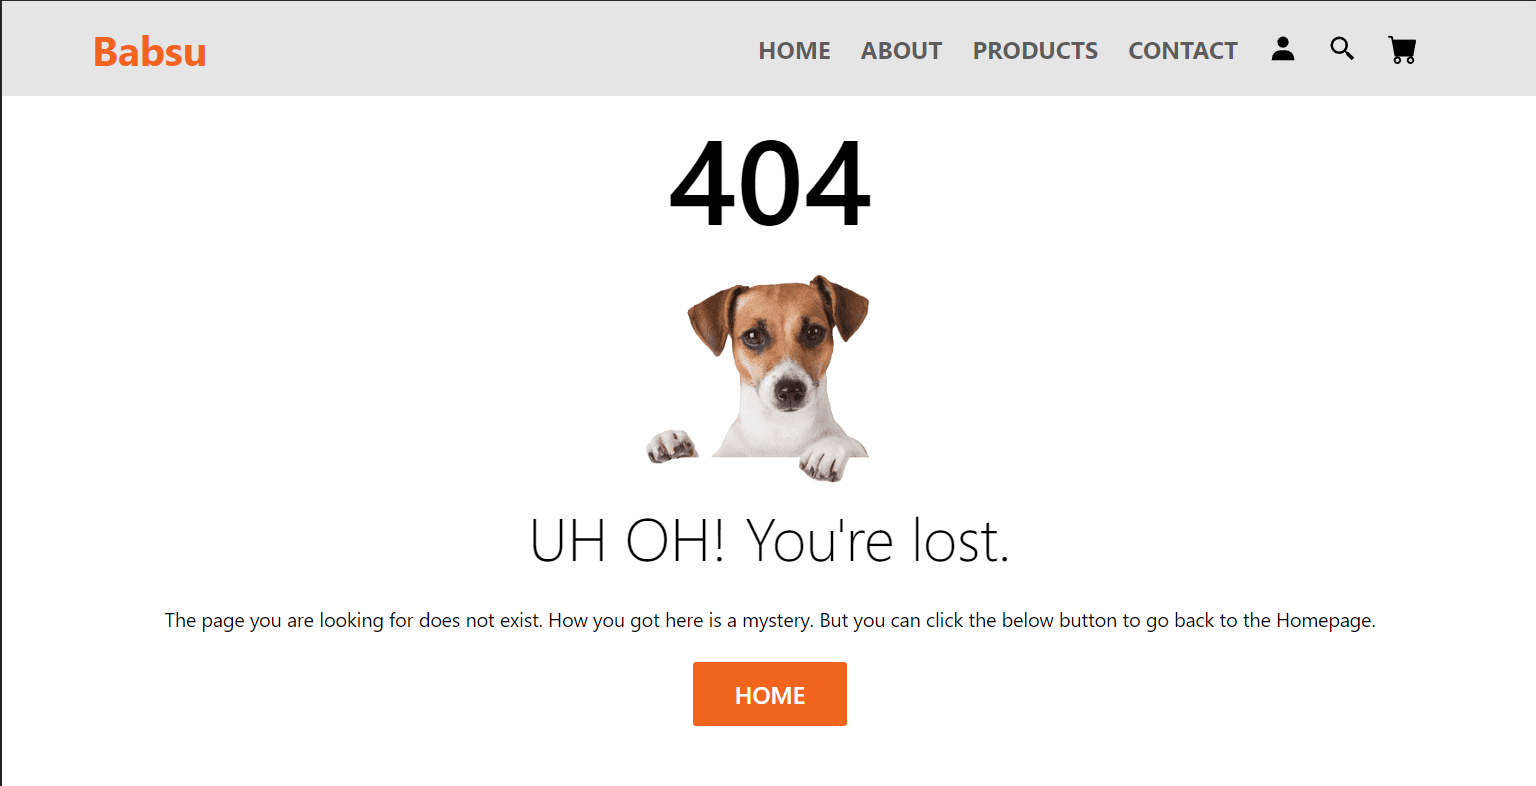 Babsu
HOME ABOUT PRODUCTS CONTACT
404
UH OH! You're lost.
The page you are looking for does not exist. How you got here is a mystery. But you can click the below button to go back to the Homepage.
HOME